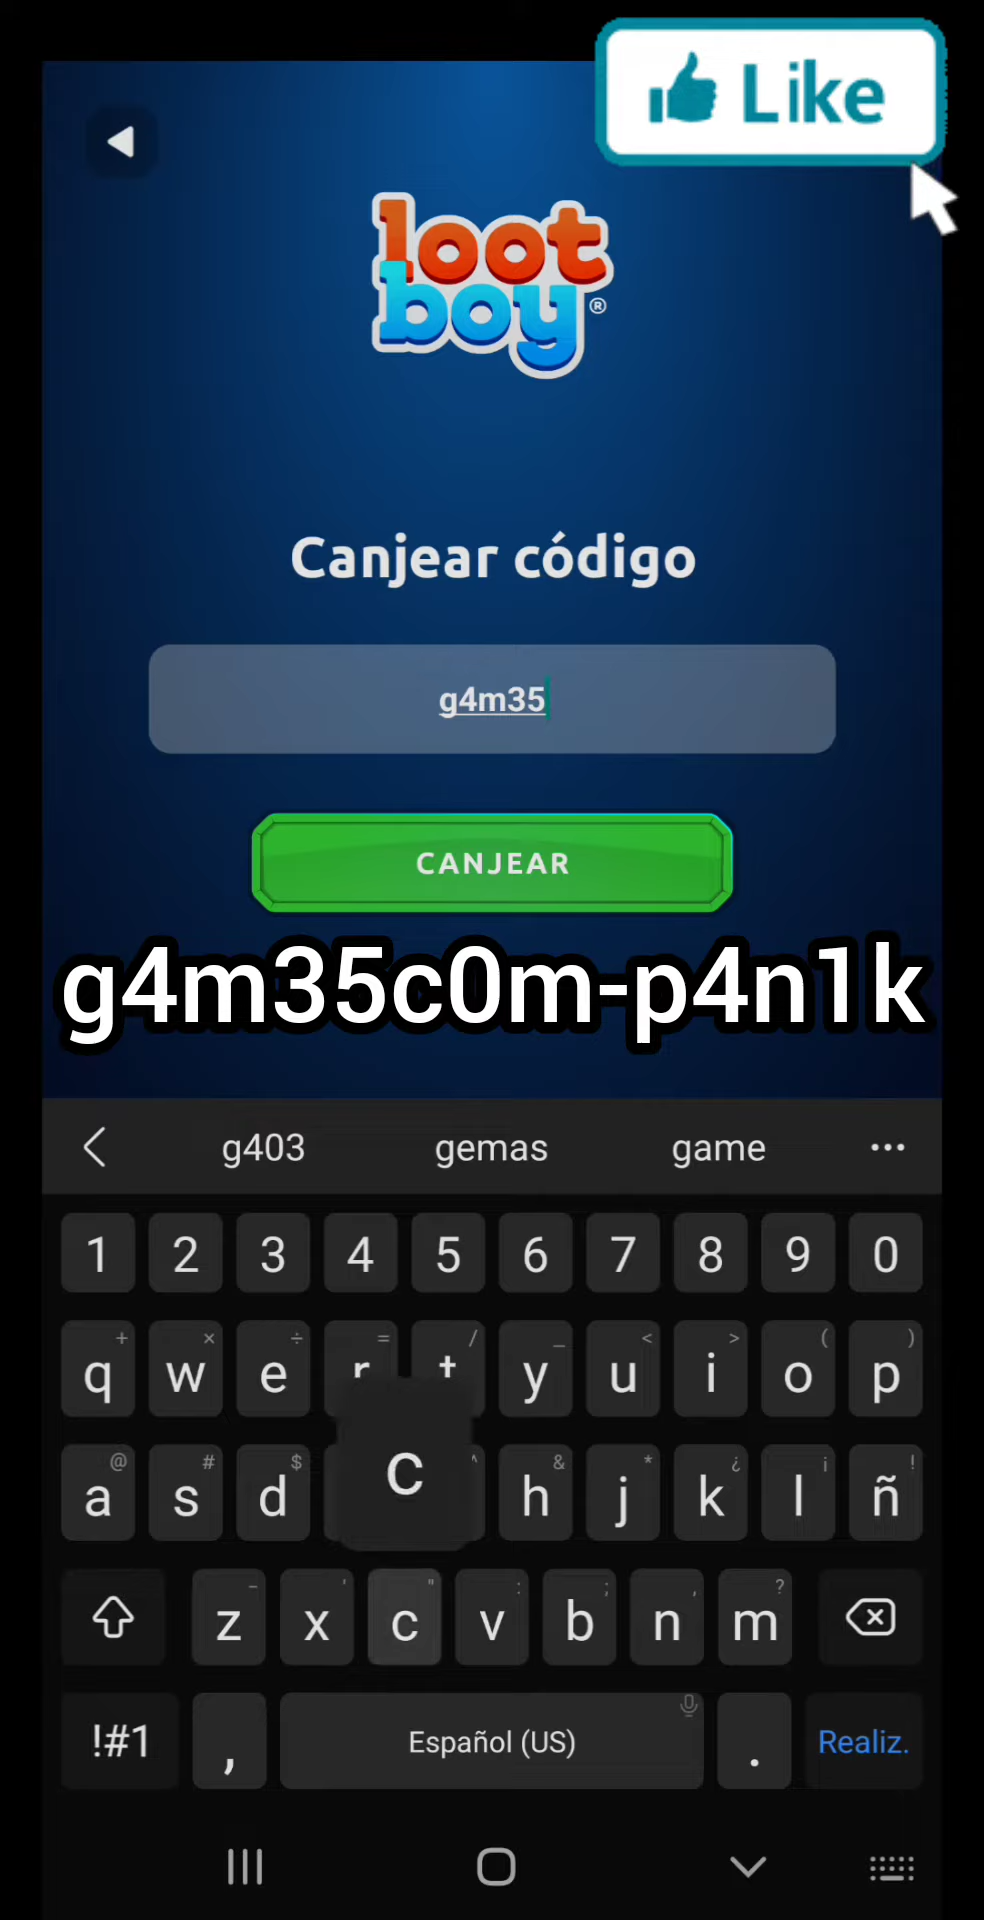 Like
loot
boy®
Canjear código
g4m35
CANJEAR
g4m35c0m-p4n1k
g403 gemas game ...
1 2 3 4 5 6 7 8 9 0
+ × ÷ = / _ < > ( )
q w e r t y u i o p
@ # $ ^ & * ¿ ¡ !
a s d c h j k l ñ
- ' " : ; , ?
z x c v b n m
!#1 , Español (US) . Realiz.